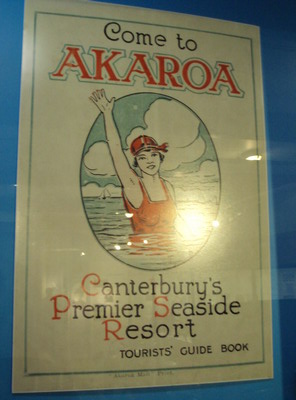 Come to
AKAROA
Canterbury's
Premier Seaside
Resort
TOURISTS' GUIDE BOOK